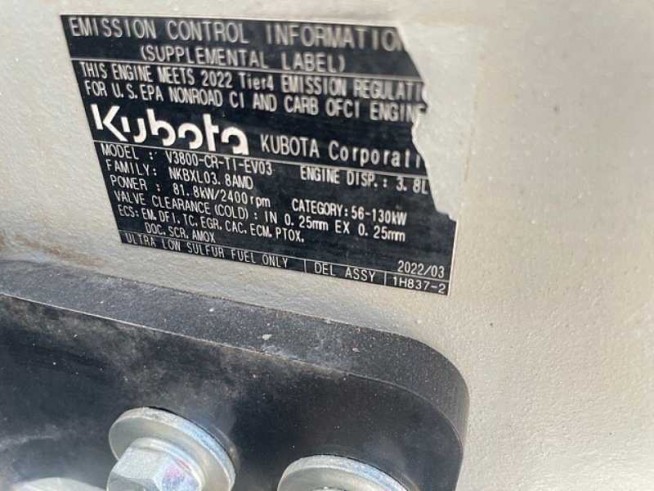 EMISSION CONTROL INFORMATIO
(SUPPLEMENTAL LABEL)
THIS ENGINE MEETS 2022 Tier4 EMISSION REGULATI
FOR U.S. EPA NONROAD CI AND CARB OFCI ENGINE
Kubota KUBOTA Corporati
MODEL : V3800-CR-TI-EV03 ENGINE DISP.: 3.8L
FAMILY: NKBXL03.8AMD
POWER : 81.8kW/2400rpm CATEGORY:56-130kW
VALVE CLEARANCE (COLD) : IN 0.25mm EX 0.25mm
ECS: EM, DFI, TC, EGR, CAC, ECM, PTOX,
DOC, SCR, AMOX
ULTRA LOW SULFUR FUEL ONLY DEL ASSY 2022/03
1H837-2